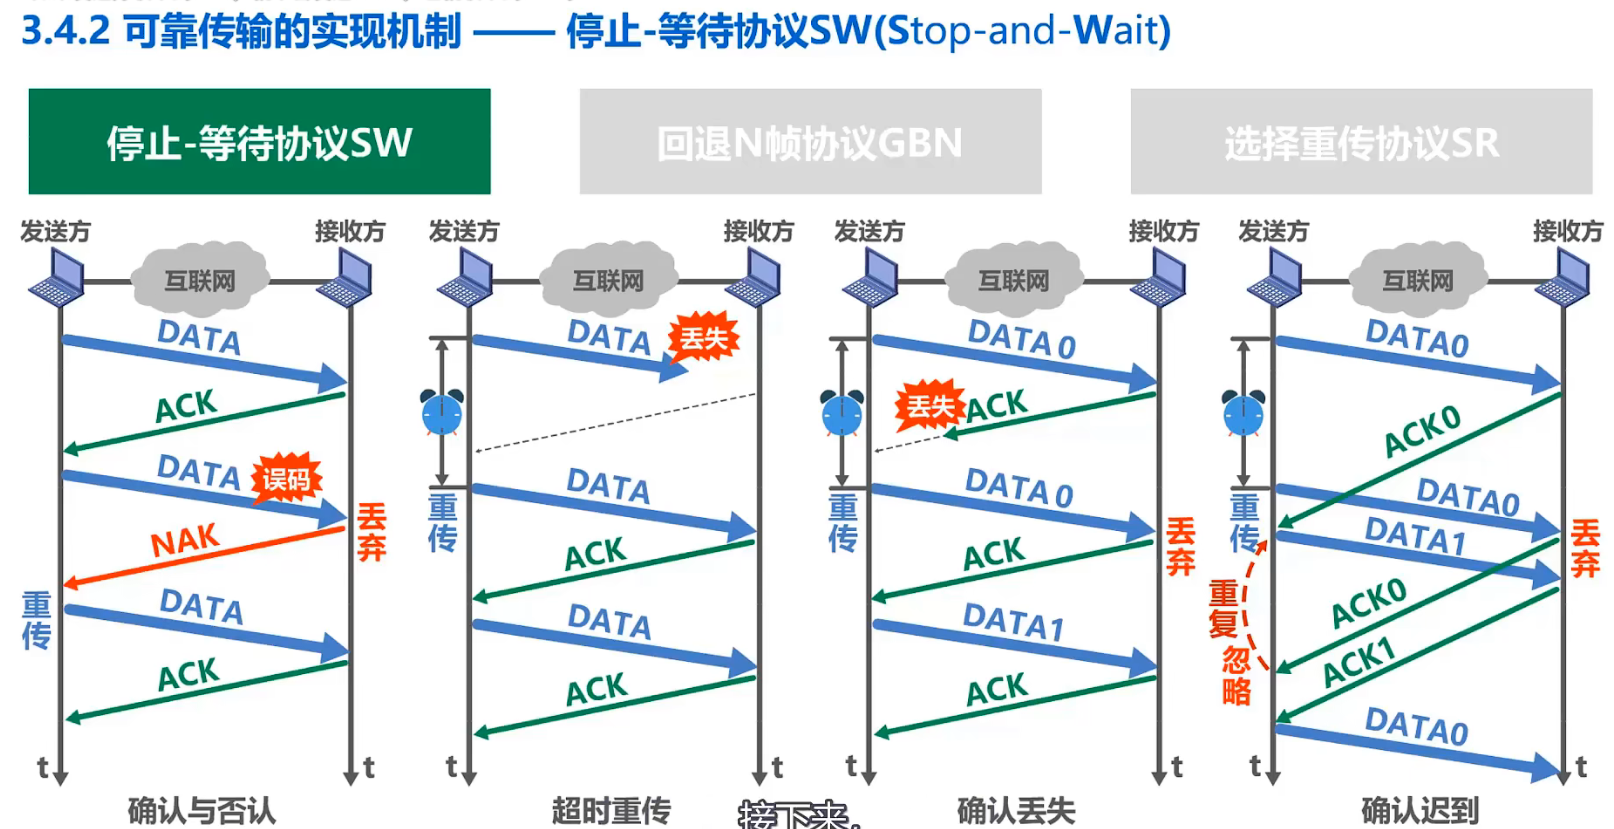 3.4.2 可靠传输的实现机制 —— 停止-等待协议SW(Stop-and-Wait)
停止-等待协议SW
回退N帧协议GBN
选择重传协议SR
发送方
接收方
互联网
DATA
ACK
DATA
误码
丢弃
NAK
重传
DATA
ACK
t
t
确认与否认
发送方
接收方
互联网
DATA
丢失
重传
DATA
ACK
DATA
ACK
t
t
超时重传
发送方
接收方
互联网
DATA 0
丢失
ACK
重传
DATA 0
丢弃
ACK
DATA1
ACK
t
t
确认丢失
发送方
接收方
互联网
DATA0
ACK0
重传
DATA0
DATA1
丢弃
重复
忽略
ACK0
ACK1
DATA0
t
t
确认迟到
接下来,